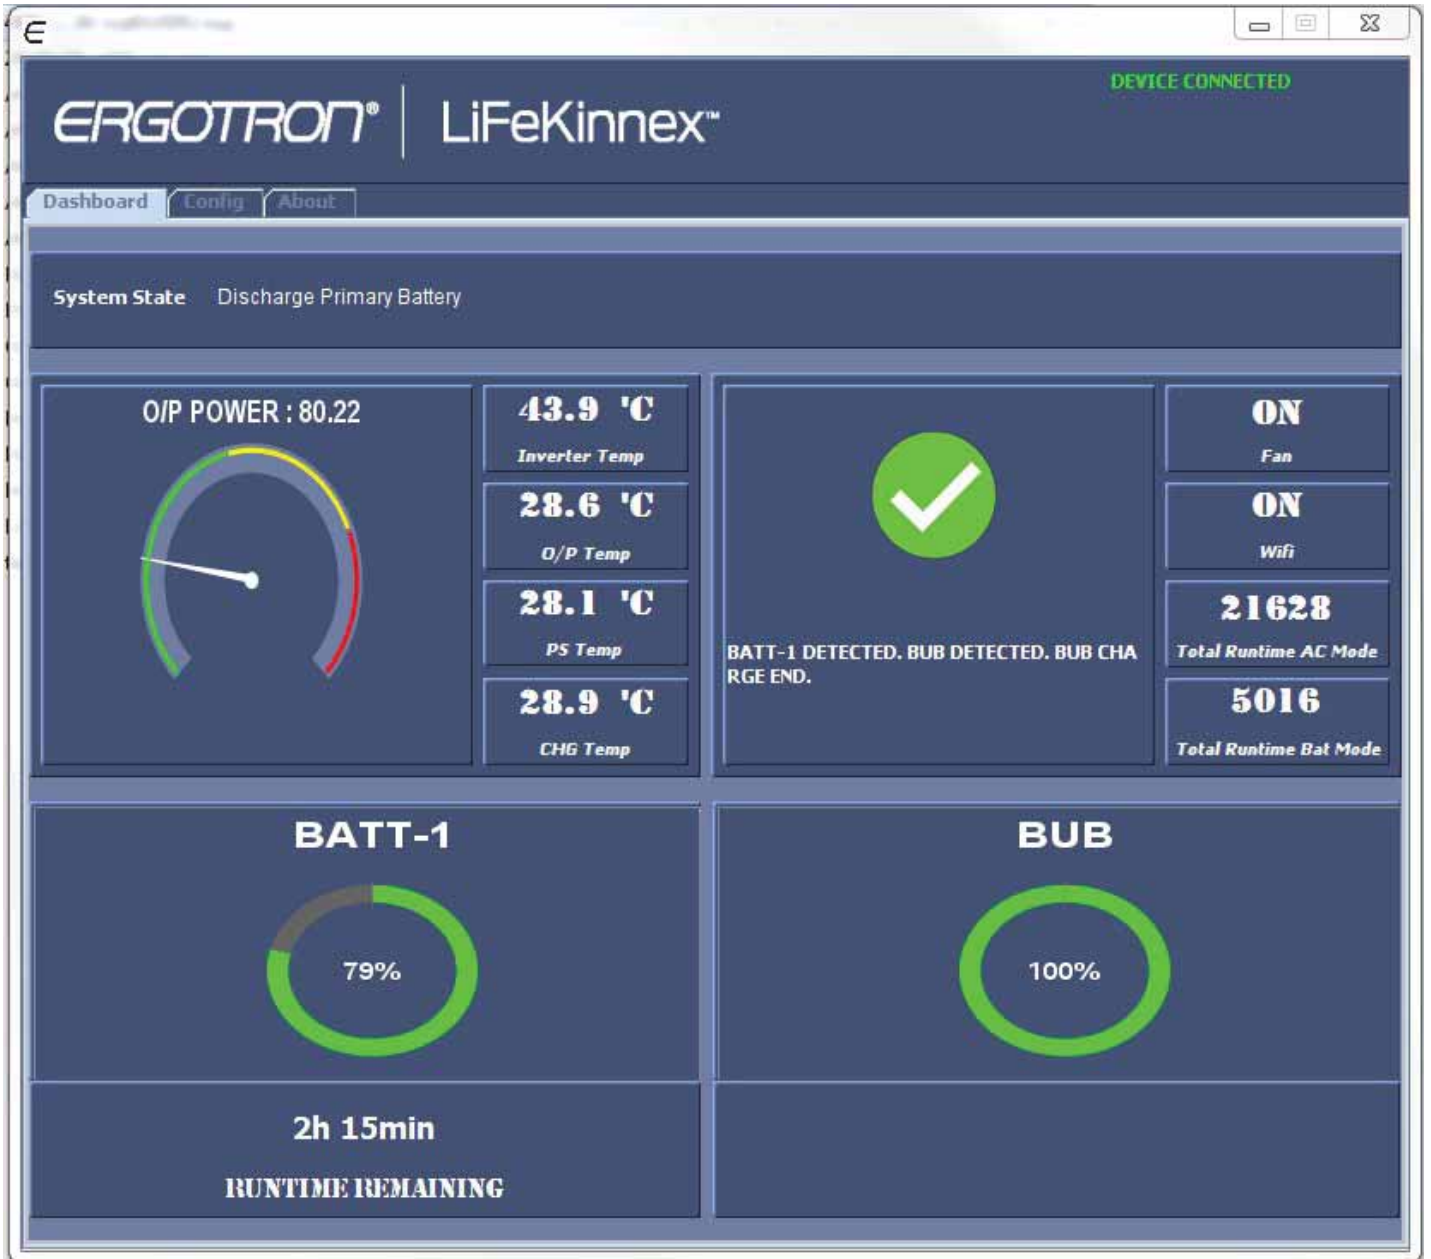 DEVICE CONNECTED
ERGOTRON® LiFeKinnex™
Dashboard Config About
System State Discharge Primary Battery
O/P POWER : 80.22
43.9 'C
Inverter Temp
28.6 'C
O/P Temp
28.1 'C
PS Temp
28.9 'C
CHG Temp
BATT-1 DETECTED. BUB DETECTED. BUB CHA
RGE END.
ON
Fan
ON
Wifi
21628
Total Runtime AC Mode
5016
Total Runtime Bat Mode
BATT-1
79%
2h 15min
RUNTIME REMAINING
BUB
100%